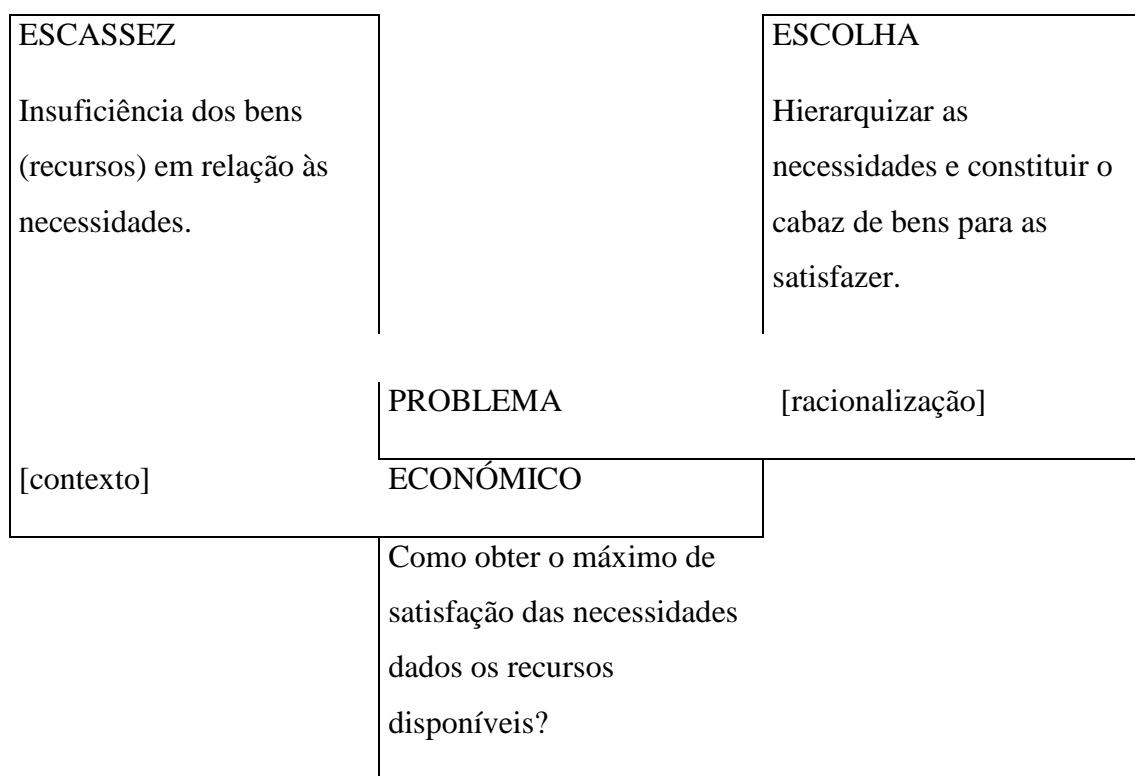 ESCASSEZ
Insuficiência dos bens
(recursos) em relação às
necessidades.
ESCOLHA
Hierarquizar as
necessidades e constituir o
cabaz de bens para as
satisfazer.
PROBLEMA
[racionalização]
[contexto]
ECONÓMICO
Como obter o máximo de
satisfação das necessidades
dados os recursos
disponíveis?